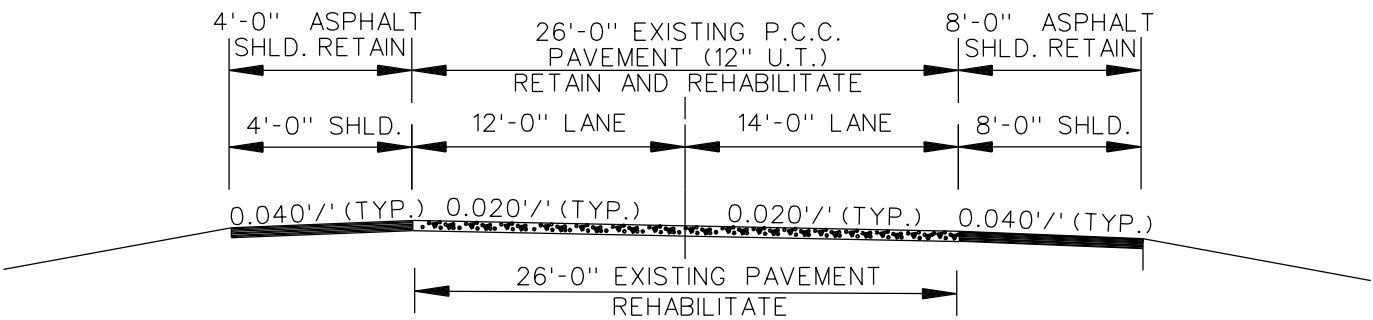 4'-0" ASPHALT
SHLD. RETAIN
26'-0" EXISTING P.C.C.
PAVEMENT (12" U.T.)
RETAIN AND REHABILITATE
8'-0" ASPHALT
SHLD. RETAIN
4'-0" SHLD.
12'-0" LANE
14'-0" LANE
8'-0" SHLD.
0.040'/' (TYP.)
0.020'/' (TYP.)
0.020'/' (TYP.)
0.040'/' (TYP.)
26'-0" EXISTING PAVEMENT
REHABILITATE